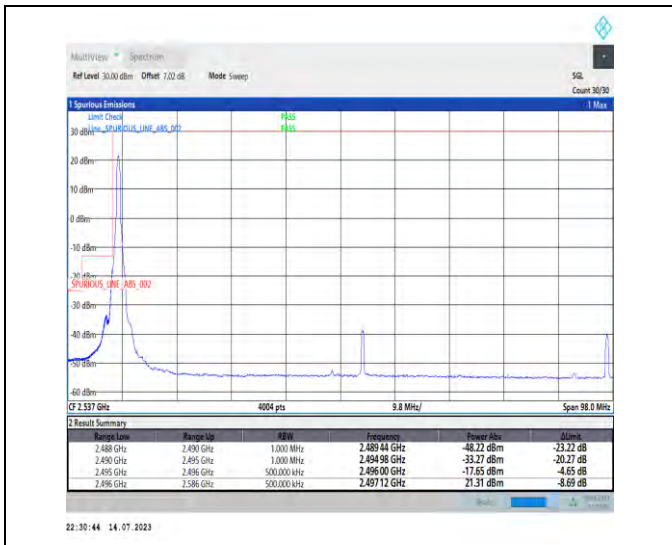 MultiView Spectrum
Ref Level 30.00 dBm Offset 7.02 dB Mode Sweep SGL
Count 30/30
1 Spurious Emissions 1 Max
Limit Check PASS
Line_SPURIOUS_LINE_ABS_002 PASS
30 dBm
20 dBm
10 dBm
0 dBm
-10 dBm
-20 dBm
SPURIOUS_LINE_ABS_002
-30 dBm
-40 dBm
-50 dBm
-60 dBm
CF 2.537 GHz 4004 pts 9.8 MHz/ Span 98.0 MHz
2 Result Summary
Range Low Range Up RBW Frequency Power Abs ΔLimit
2.488 GHz 2.490 GHz 1.000 MHz 2.489 44 GHz -48.22 dBm -23.22 dB
2.490 GHz 2.495 GHz 1.000 MHz 2.494 98 GHz -33.27 dBm -20.27 dB
2.495 GHz 2.496 GHz 500.000 kHz 2.496 00 GHz -17.65 dBm -4.65 dB
2.496 GHz 2.586 GHz 500.000 kHz 2.497 12 GHz 21.31 dBm -8.69 dB
22:30:44 14.07.2023